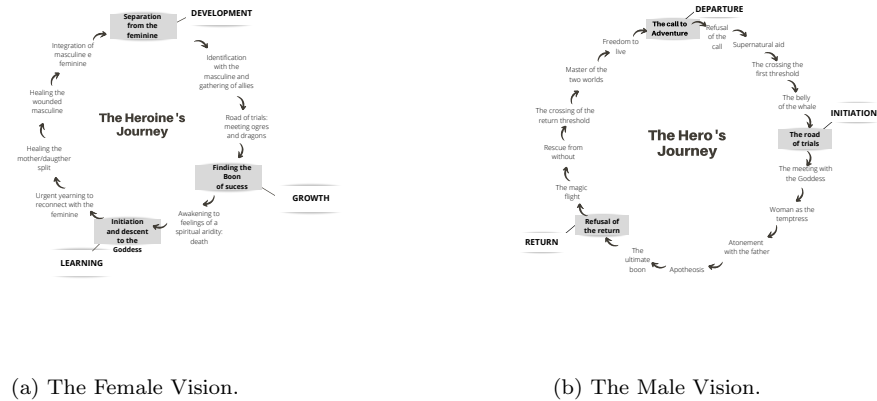 Separation
from the
feminine
DEVELOPMENT
Identification
with the
masculine and
gathering of allies
Road of trials:
meeting ogres
and dragons
Finding the
Boon
of sucess
GROWTH
Awakening to
feelings of a
spiritual aridity:
death
Initiation
and descent
to the
Goddess
LEARNING
Urgent yearning to
reconnect with the
feminine
Healing the
mother/daugther
split
Healing the
wounded
masculine
Integration of
masculine e
feminine
The Heroine's
Journey
(a) The Female Vision.
DEPARTURE
The call to
Adventure
Refusal
of the
call
Supernatural aid
The crossing the
first threshold
The belly
of the whale
INITIATION
The road
of trials
The meeting with
the Goddess
Woman as the
temptress
Atonement
with the father
Apotheosis
The
ultimate
boon
RETURN
Refusal of
the return
The magic
flight
Rescue from
without
The crossing of the
return threshold
Master of the
two worlds
Freedom to
live
The Hero's
Journey
(b) The Male Vision.